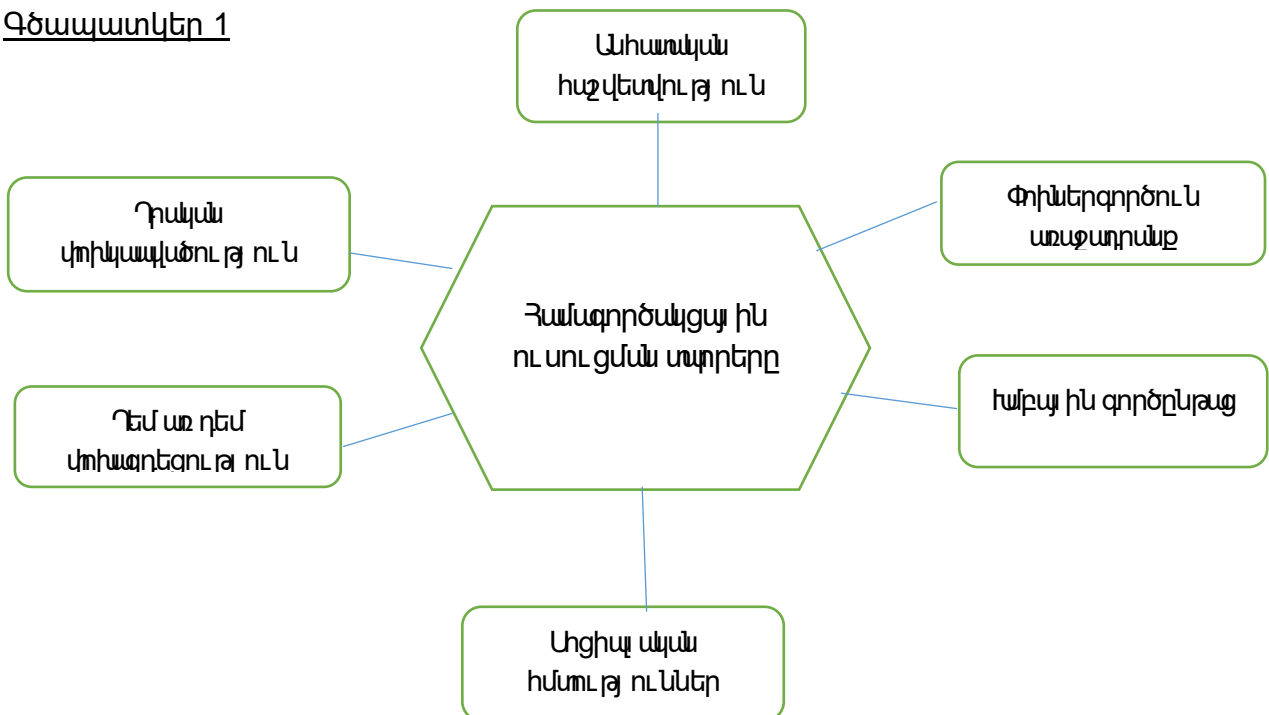 Գծապատկեր 1
Անհատական
հաշվետվություն
Դրական
փոխկապվածություն
Փոխներգործուն
առաջադրանք
Համագործակցային
ուսուցման տարրերը
Դեմ առ դեմ
փոխազդեցություն
Խմբային գործընթաց
Սոցիալական
հմտություններ